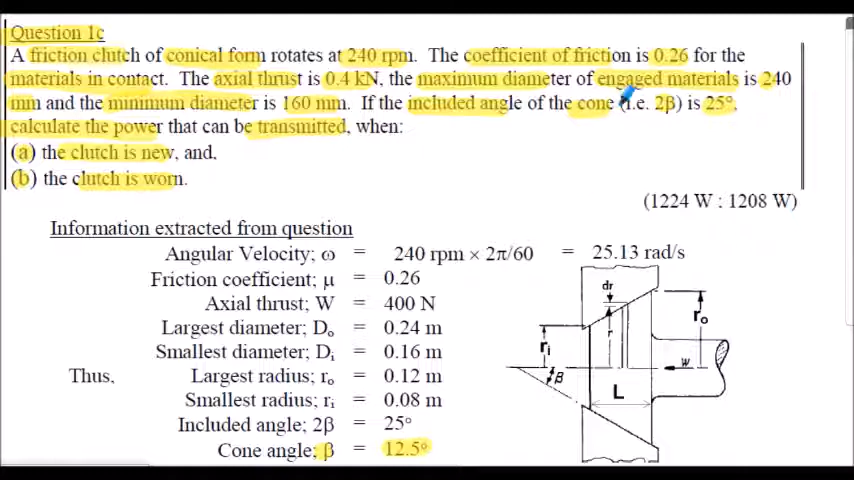 Question 1c
A friction clutch of conical form rotates at 240 rpm. The coefficient of friction is 0.26 for the
materials in contact. The axial thrust is 0.4 kN, the maximum diameter of engaged materials is 240
mm and the minimum diameter is 160 mm. If the included angle of the cone (i.e. 2β) is 25°,
calculate the power that can be transmitted, when:
(a) the clutch is new, and,
(b) the clutch is worn.
(1224 W : 1208 W)
Information extracted from question
Angular Velocity; ω = 240 rpm × 2π/60 = 25.13 rad/s
Friction coefficient; μ = 0.26
Axial thrust; W = 400 N
Largest diameter; Do = 0.24 m
Smallest diameter; Di = 0.16 m
Thus, Largest radius; ro = 0.12 m
Smallest radius; ri = 0.08 m
Included angle; 2β = 25°
Cone angle; β = 12.5°
dr
ro
r
ri
W
β
L